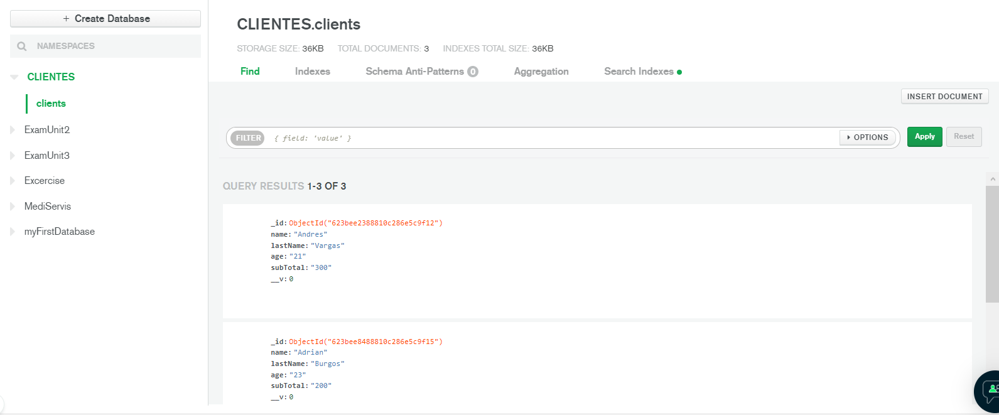 + Create Database
NAMESPACES
CLIENTES
clients
ExamUnit2
ExamUnit3
Excercise
MediServis
myFirstDatabase
CLIENTES.clients
STORAGE SIZE: 36KB TOTAL DOCUMENTS: 3 INDEXES TOTAL SIZE: 36KB
Find Indexes Schema Anti-Patterns 0 Aggregation Search Indexes
INSERT DOCUMENT
FILTER { field: 'value' } OPTIONS Apply Reset
QUERY RESULTS 1-3 OF 3
_id: ObjectId("623bee2388810c286e5c9f12")
name: "Andres"
lastName: "Vargas"
age: "21"
subTotal: "300"
__v: 0
_id: ObjectId("623bee8488810c286e5c9f15")
name: "Adrian"
lastName: "Burgos"
age: "23"
subTotal: "200"
__v: 0